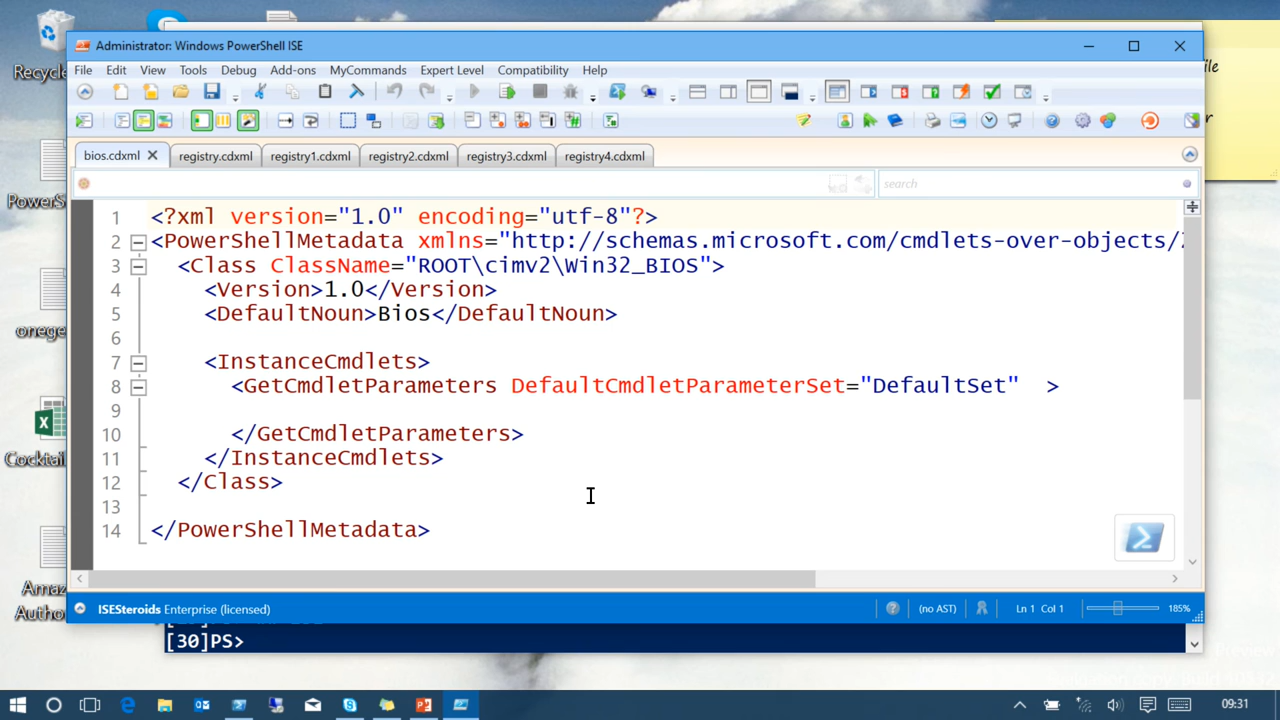 Recycle
PowerS
onege
Cocktail
Amaz
Autho
ile
r
Administrator: Windows PowerShell ISE
File Edit View Tools Debug Add-ons MyCommands Expert Level Compatibility Help
bios.cdxml registry.cdxml registry1.cdxml registry2.cdxml registry3.cdxml registry4.cdxml
search
1 <?xml version="1.0" encoding="utf-8"?>
2 <PowerShellMetadata xmlns="http://schemas.microsoft.com/cmdlets-over-objects/
3 <Class ClassName="ROOT\cimv2\Win32_BIOS">
4 <Version>1.0</Version>
5 <DefaultNoun>Bios</DefaultNoun>
6
7 <InstanceCmdlets>
8 <GetCmdletParameters DefaultCmdletParameterSet="DefaultSet" >
9
10 </GetCmdletParameters>
11 </InstanceCmdlets>
12 </Class>
13
14 </PowerShellMetadata>
ISESteroids Enterprise (licensed) (no AST) Ln 1 Col 1 185%
[30]PS>
09:31